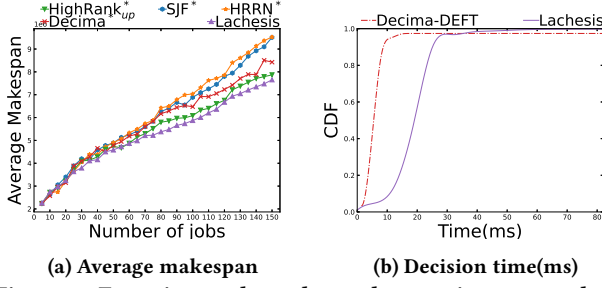 HighRank*up SJF* HRRN*
Decima* Lachesis
1e6
Average Makespan
9
8
7
6
5
4
3
2
0 10 20 30 40 50 60 70 80 90 100 110 120 130 140 150
Number of jobs
(a) Average makespan
Decima-DEFT Lachesis
CDF
1.0
0.8
0.6
0.4
0.2
0.0
0 10 20 30 40 50 60 70 80
Time(ms)
(b) Decision time(ms)